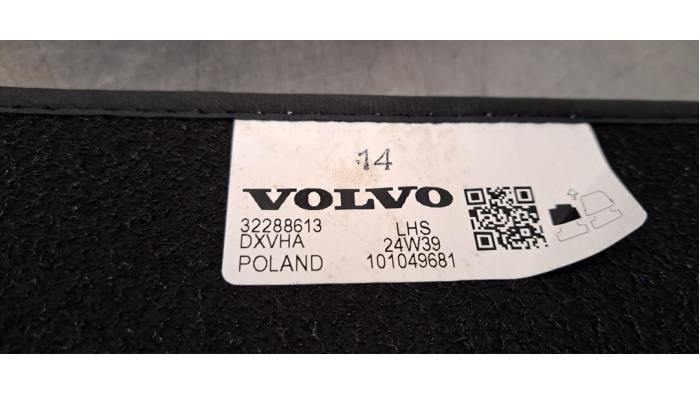 14
VOLVO
32288613 LHS
DXVHA 24W39
POLAND 101049681